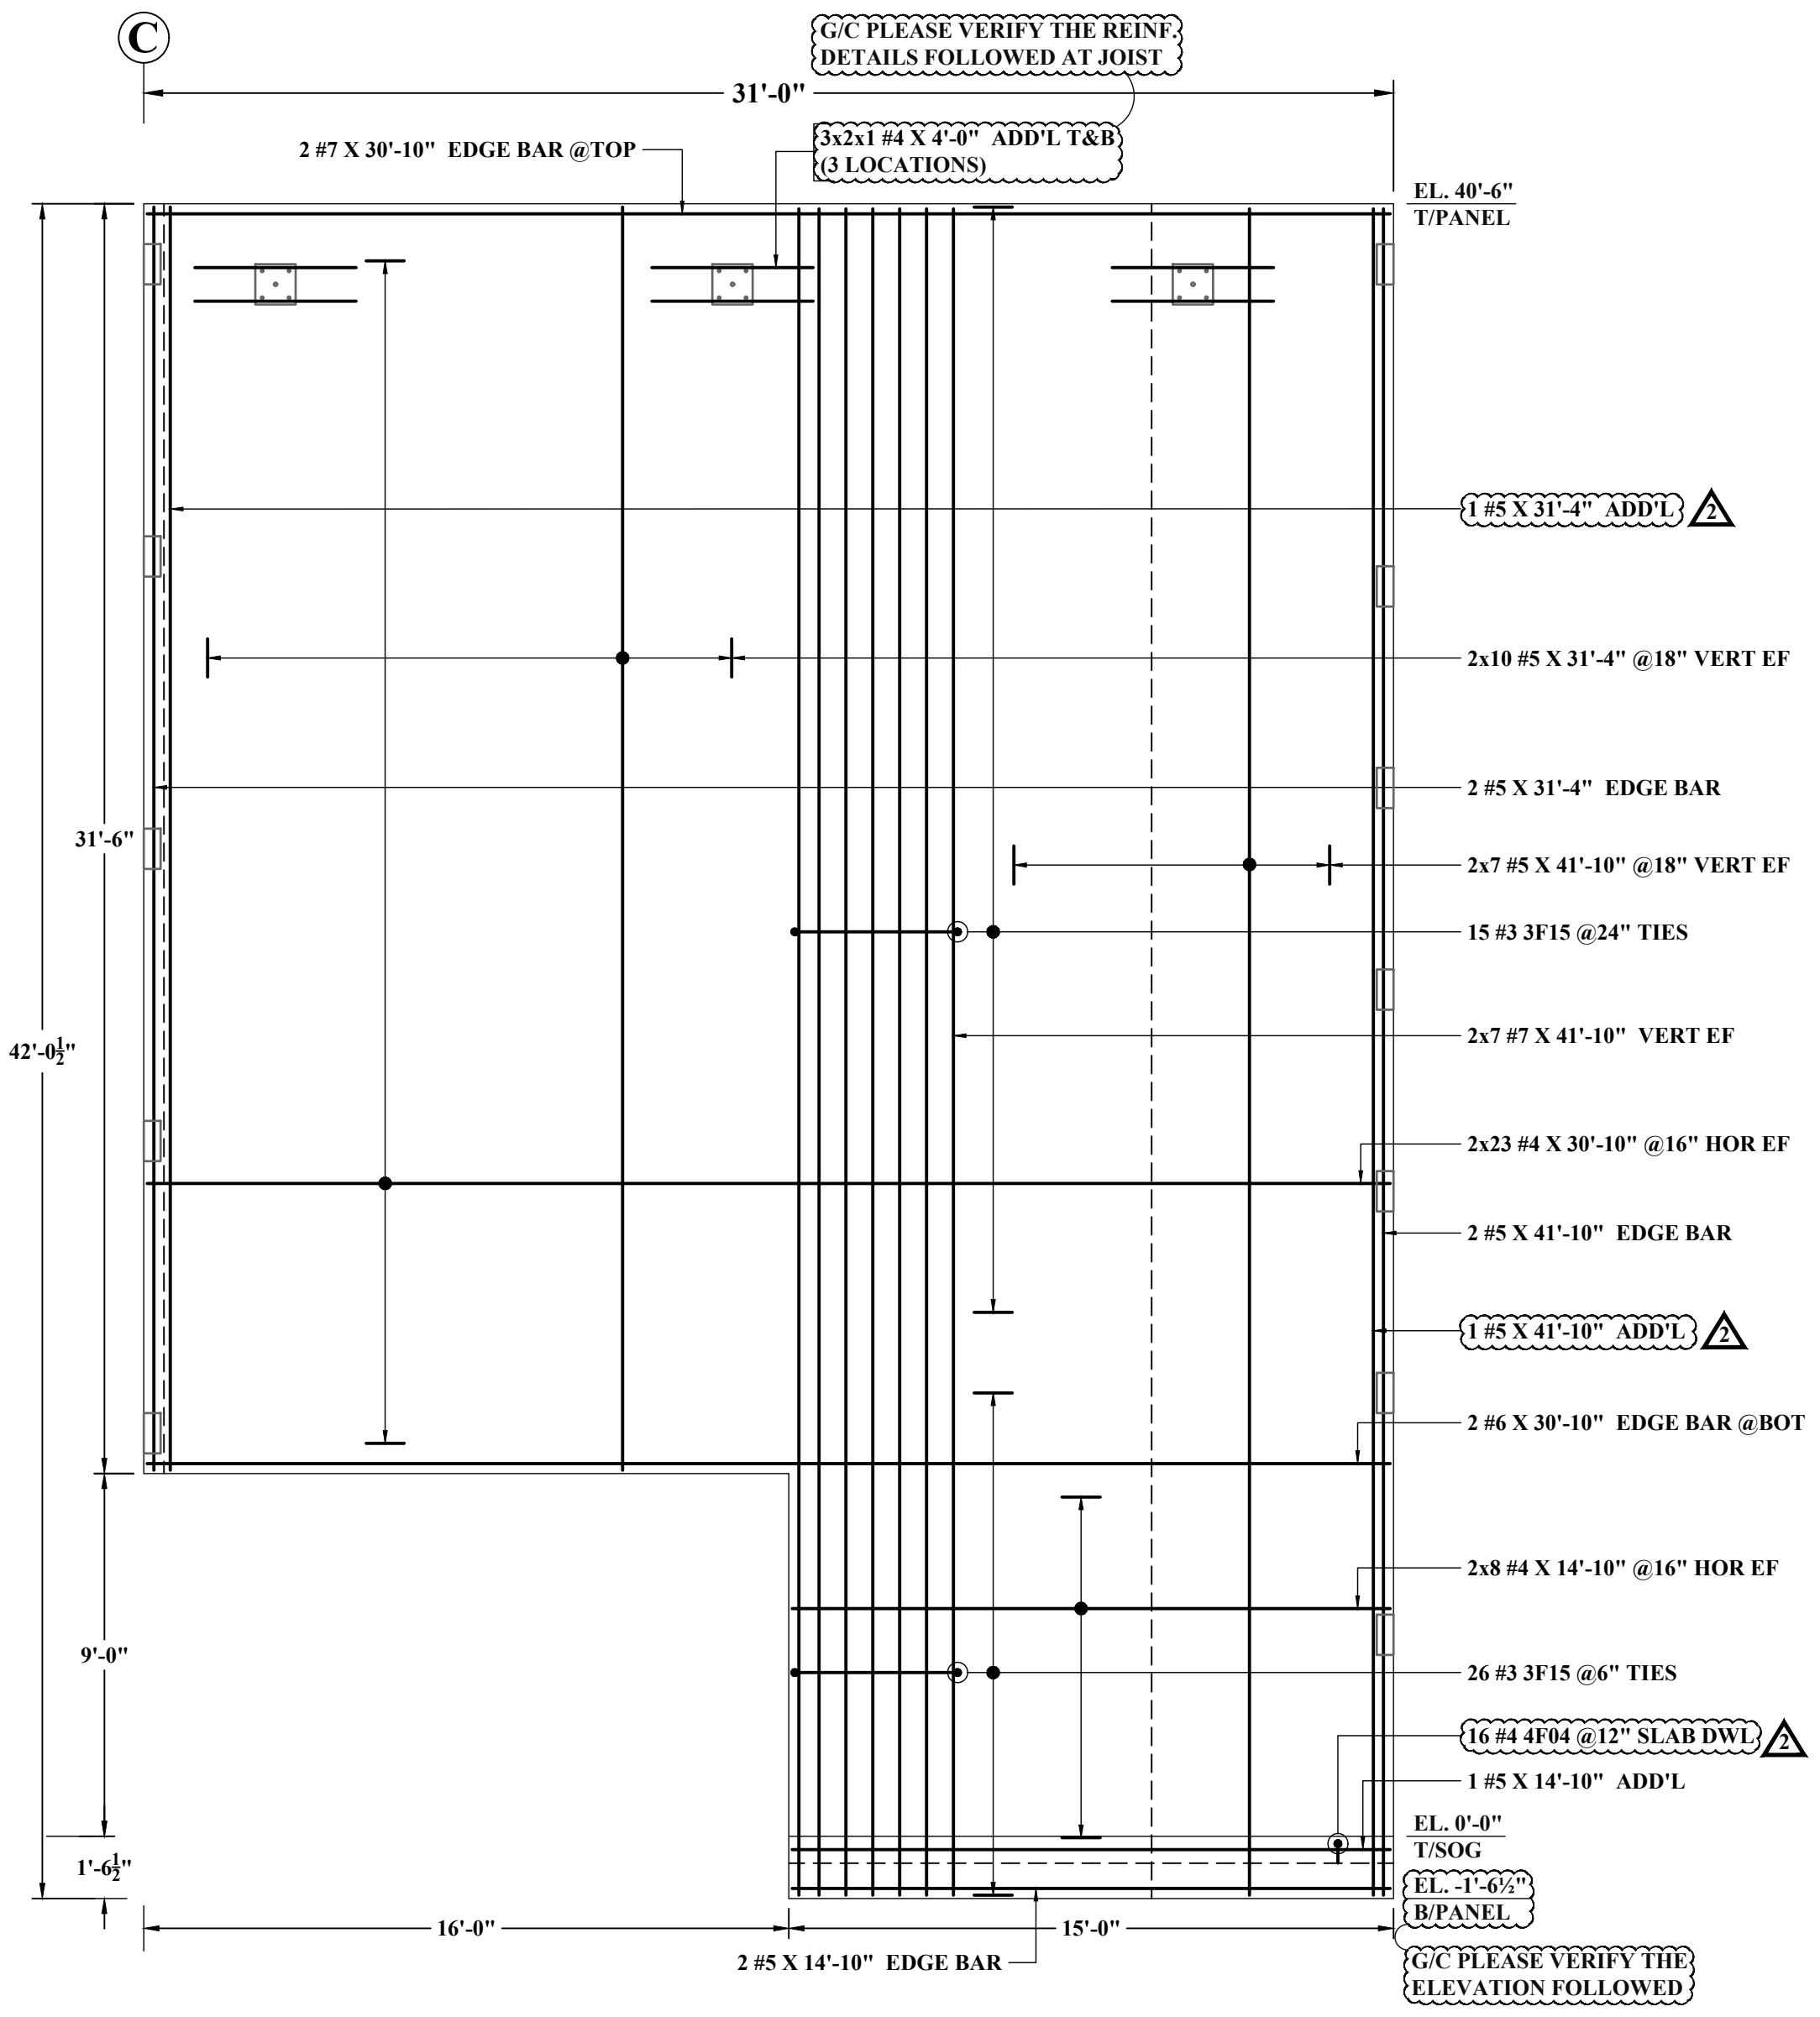 C
G/C PLEASE VERIFY THE REINF.
DETAILS FOLLOWED AT JOIST
31'-0"
2 #7 X 30'-10" EDGE BAR @TOP
3x2x1 #4 X 4'-0" ADD'L T&B
(3 LOCATIONS)
EL. 40'-6"
T/PANEL
1 #5 X 31'-4" ADD'L
2
2x10 #5 X 31'-4" @18" VERT EF
2 #5 X 31'-4" EDGE BAR
31'-6"
2x7 #5 X 41'-10" @18" VERT EF
15 #3 3F15 @24" TIES
2x7 #7 X 41'-10" VERT EF
42'-0½"
2x23 #4 X 30'-10" @16" HOR EF
2 #5 X 41'-10" EDGE BAR
1 #5 X 41'-10" ADD'L
2
2 #6 X 30'-10" EDGE BAR @BOT
2x8 #4 X 14'-10" @16" HOR EF
9'-0"
26 #3 3F15 @6" TIES
16 #4 4F04 @12" SLAB DWL
2
1 #5 X 14'-10" ADD'L
EL. 0'-0"
T/SOG
1'-6½"
EL. -1'-6½"
B/PANEL
16'-0"
15'-0"
2 #5 X 14'-10" EDGE BAR
G/C PLEASE VERIFY THE
ELEVATION FOLLOWED